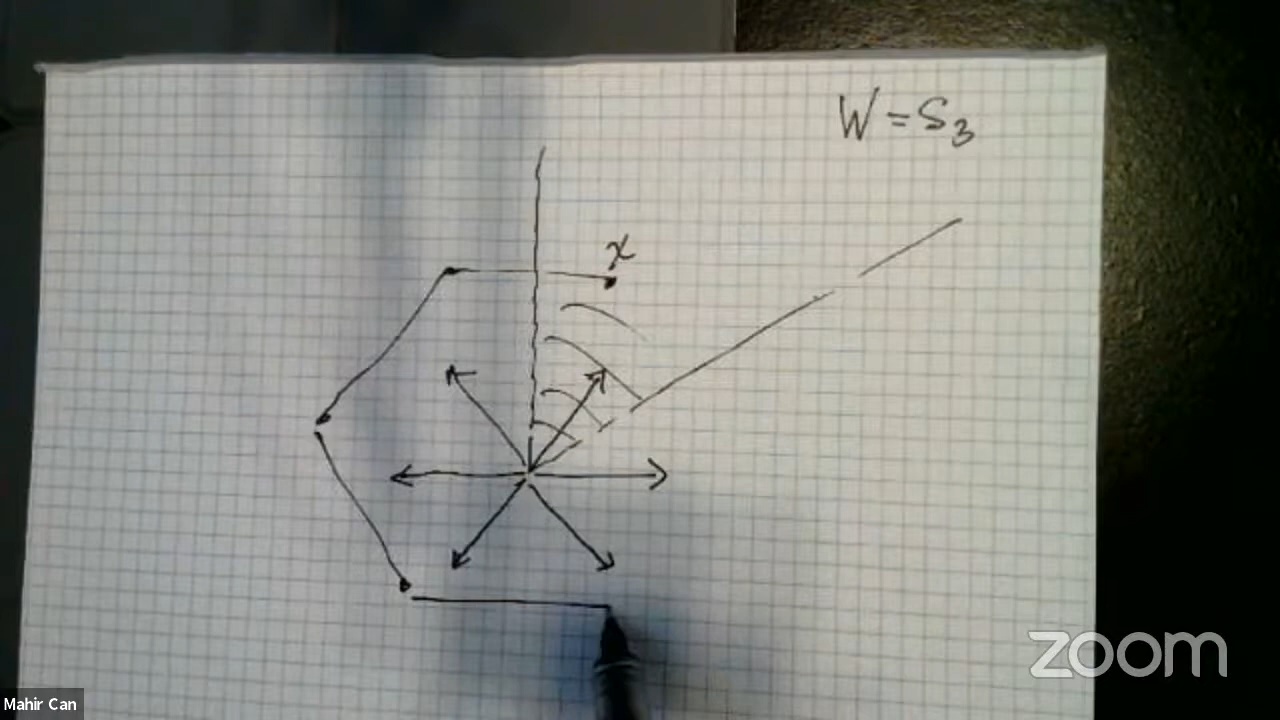 W = S₃
x
zoom
Mahir Can